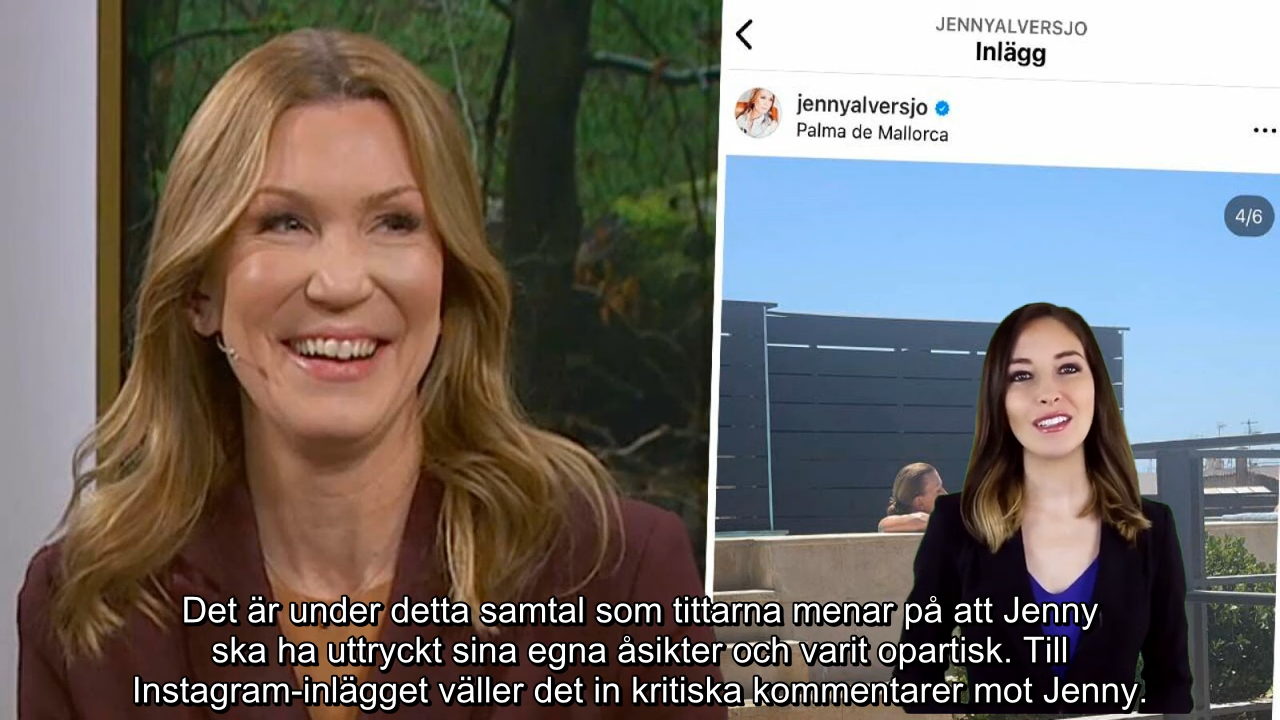 JENNYALVERSJO
Inlägg
jennyalversjo
Palma de Mallorca
4/6
Det är under detta samtal som tittarna menar på att Jenny
ska ha uttryckt sina egna åsikter och varit opartisk. Till
Instagram-inlägget väller det in kritiska kommentarer mot Jenny.